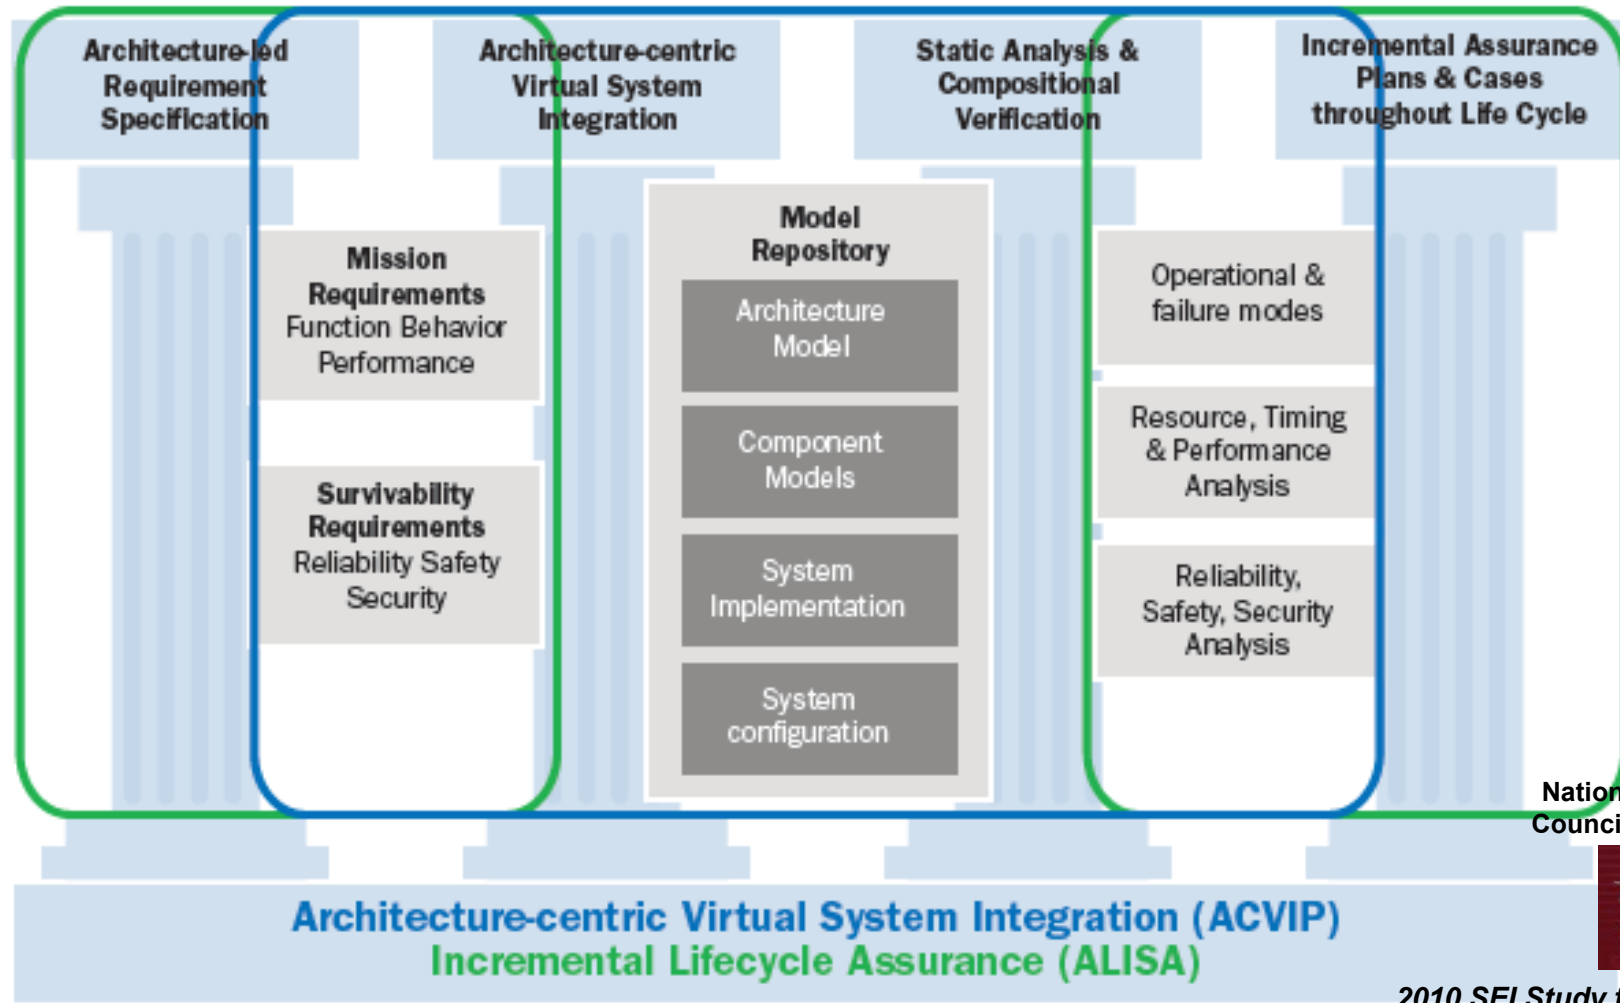 Architecture-led
Requirement
Specification
Architecture-centric
Virtual System
Integration
Static Analysis &
Compositional
Verification
Incremental Assurance
Plans & Cases
throughout Life Cycle
Mission
Requirements
Function Behavior
Performance
Survivability
Requirements
Reliability Safety
Security
Model
Repository
Architecture
Model
Component
Models
System
Implementation
System
configuration
Operational &
failure modes
Resource, Timing
& Performance
Analysis
Reliability,
Safety, Security
Analysis
Architecture-centric Virtual System Integration (ACVIP)
Incremental Lifecycle Assurance (ALISA)
2010 SEI Study